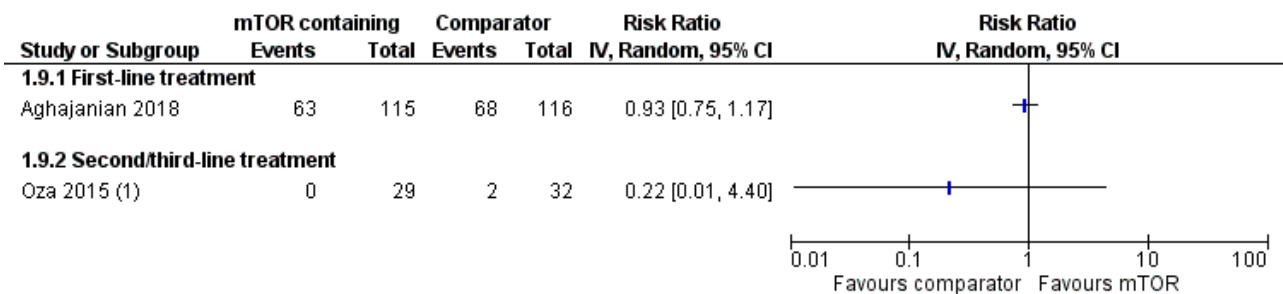 mTOR containing Comparator Risk Ratio Risk Ratio
Study or Subgroup Events Total Events Total IV, Random, 95% CI IV, Random, 95% CI
1.9.1 First-line treatment
Aghajanian 2018 63 115 68 116 0.93 [0.75, 1.17]
1.9.2 Second/third-line treatment
Oza 2015 (1) 0 29 2 32 0.22 [0.01, 4.40]
0.01 0.1 1 10 100
Favours comparator Favours mTOR